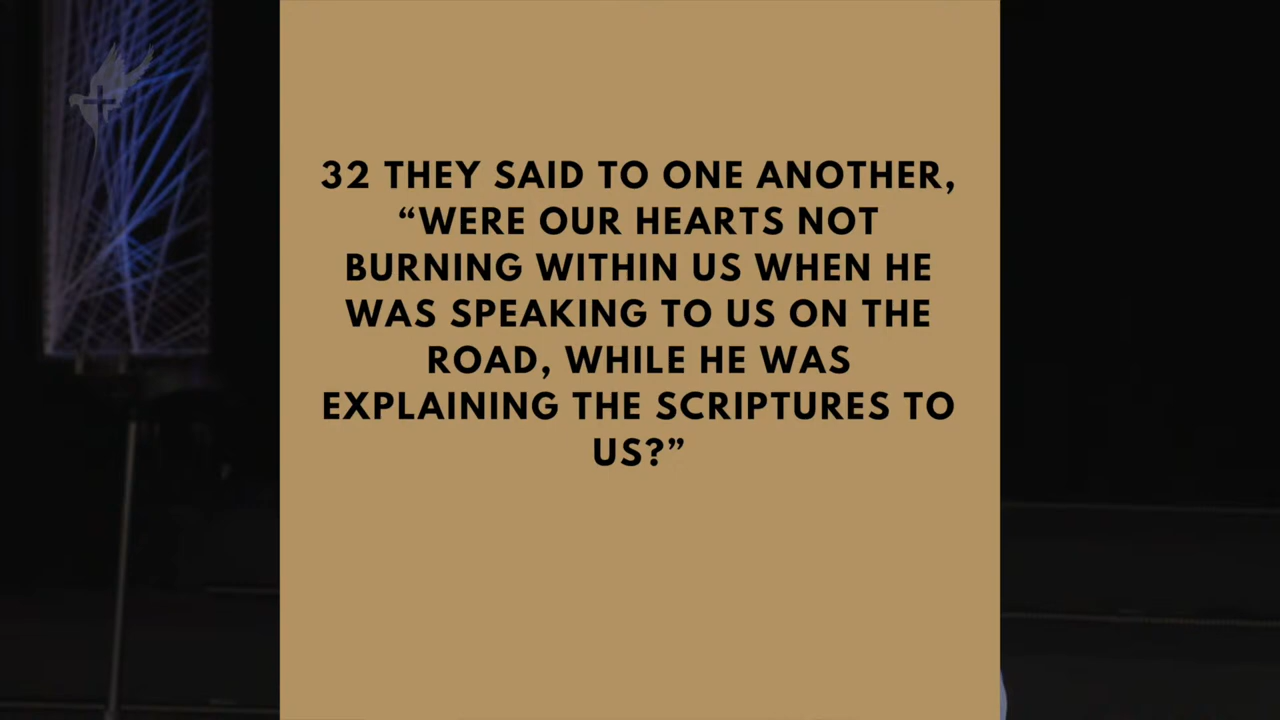 32 THEY SAID TO ONE ANOTHER,
“WERE OUR HEARTS NOT
BURNING WITHIN US WHEN HE
WAS SPEAKING TO US ON THE
ROAD, WHILE HE WAS
EXPLAINING THE SCRIPTURES TO
US?”